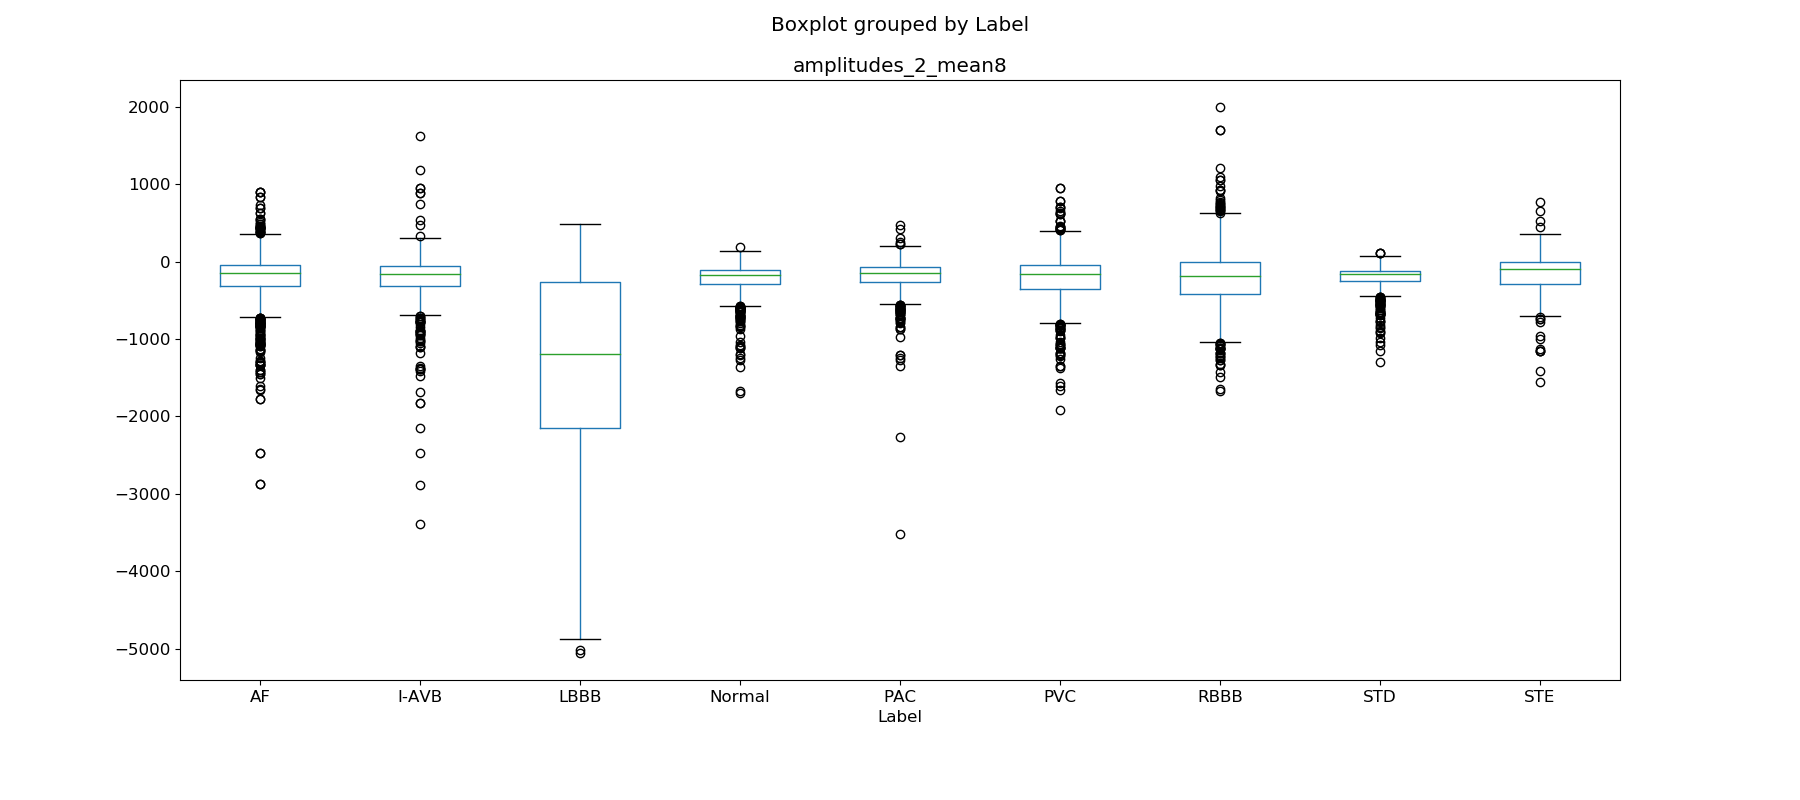 Boxplot grouped by Label
amplitudes_2_mean8
2000
1000
0
−1000
−2000
−3000
−4000
−5000
AF I-AVB LBBB Normal PAC PVC RBBB STD STE
Label